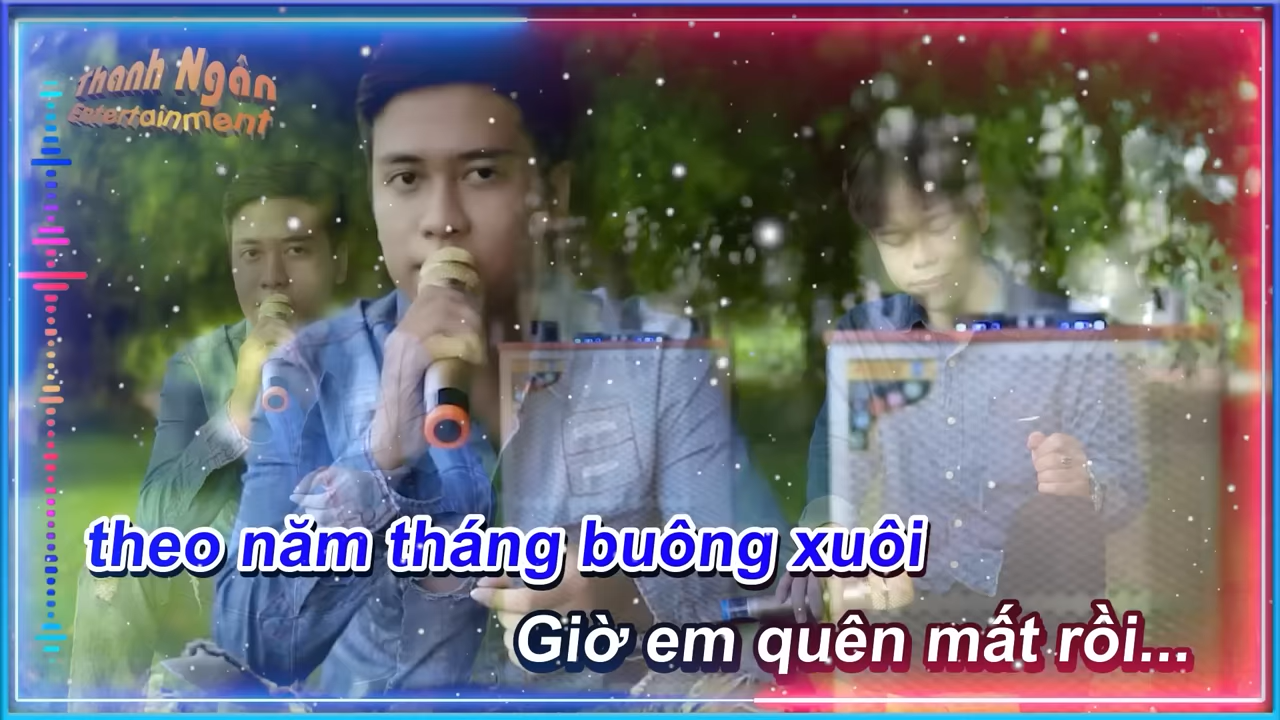 Thanh Ngân
Entertainment
theo năm tháng buông xuôi
Giờ em quên mất rồi...